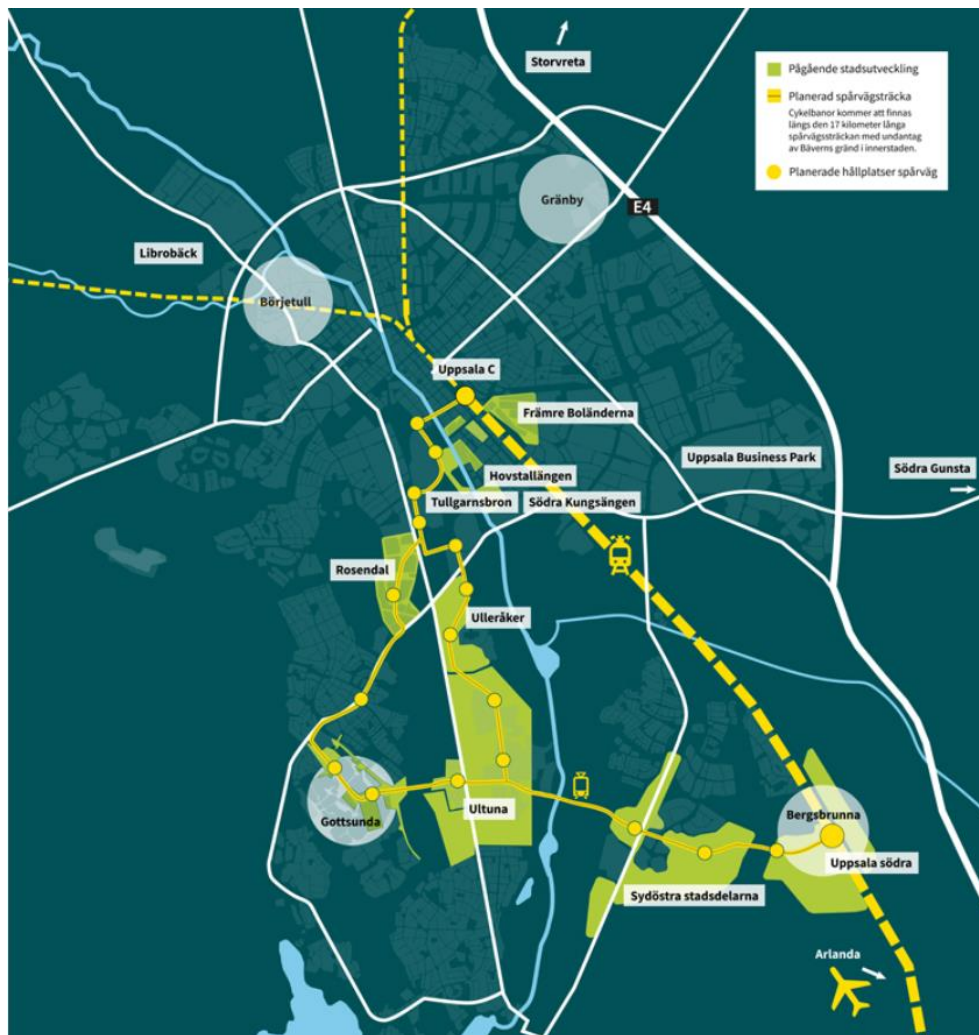 Storvreta
Pågående stadsutveckling
Planerad spårvägsträcka
Cykelbanor kommer att finnas
längs den 17 kilometer långa
spårvägssträckan med undantag
av Bäverns gränd i innerstaden.
Planerade hållplatser spårväg
Gränby
E4
Librobäck
Börjetull
Uppsala C
Främre Boländerna
Uppsala Business Park
Södra Gunsta
Hovstallängen
Tullgarnsbron
Södra Kungsängen
Rosendal
Ulleråker
Ultuna
Gottsunda
Bergsbrunna
Uppsala södra
Sydöstra stadsdelarna
Arlanda